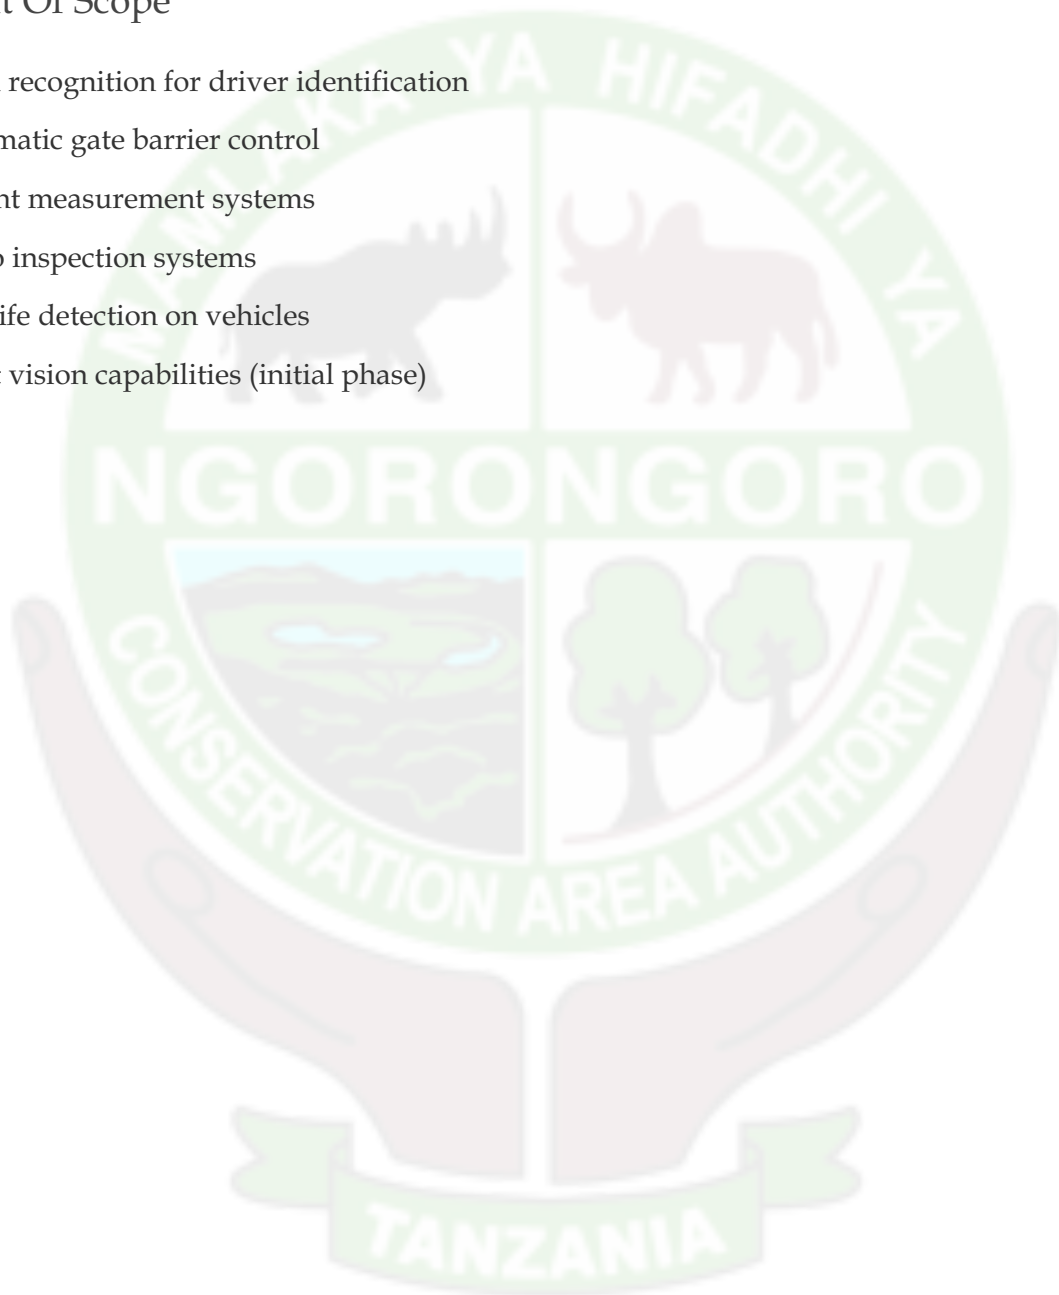 t Of Scope
recognition for driver identification
matic gate barrier control
nt measurement systems
inspection systems
ife detection on vehicles
vision capabilities (initial phase)
MAMLAKA YA HIFADHI YA
NGORONGORO
CONSERVATION AREA AUTHORITY
TANZANIA